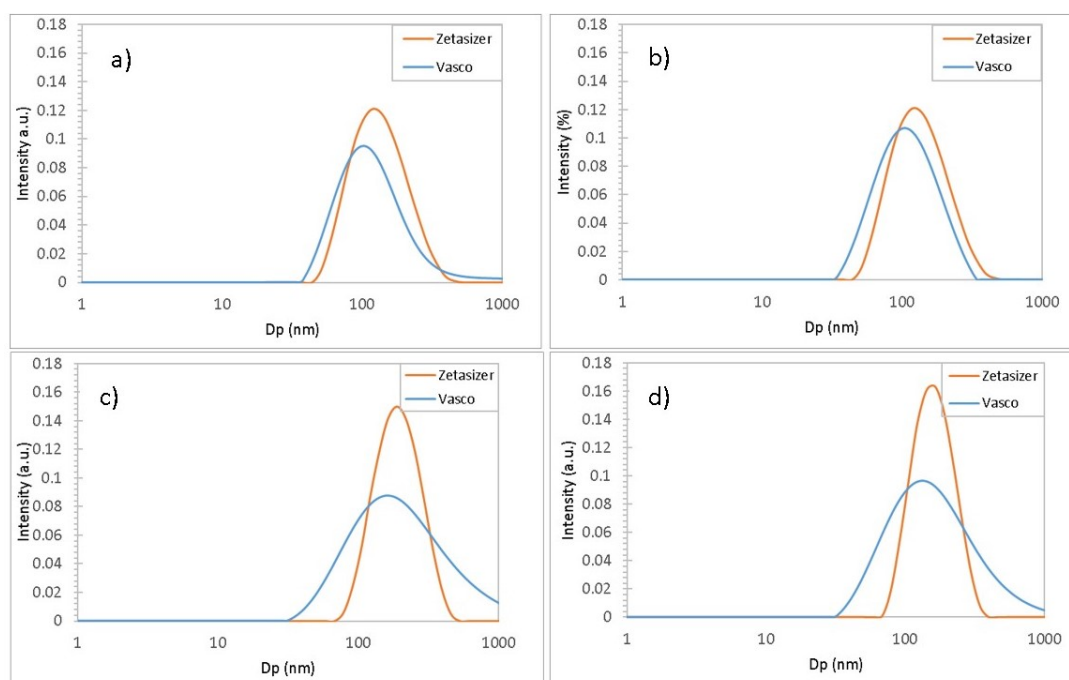 a)
Zetasizer
Vasco
Intensity a.u.)
0.18
0.16
0.14
0.12
0.1
0.08
0.06
0.04
0.02
0
1
10
100
1000
Dp (nm)
b)
Zetasizer
Vasco
Intensity (%)
0.18
0.16
0.14
0.12
0.1
0.08
0.06
0.04
0.02
0
1
10
100
1000
Dp (nm)
c)
Zetasizer
Vasco
Intensity (a.u.)
0.18
0.16
0.14
0.12
0.1
0.08
0.06
0.04
0.02
0
1
10
100
1000
Dp (nm)
d)
Zetasizer
Vasco
Intensity (a.u.)
0.18
0.16
0.14
0.12
0.1
0.08
0.06
0.04
0.02
0
1
10
100
1000
Dp (nm)